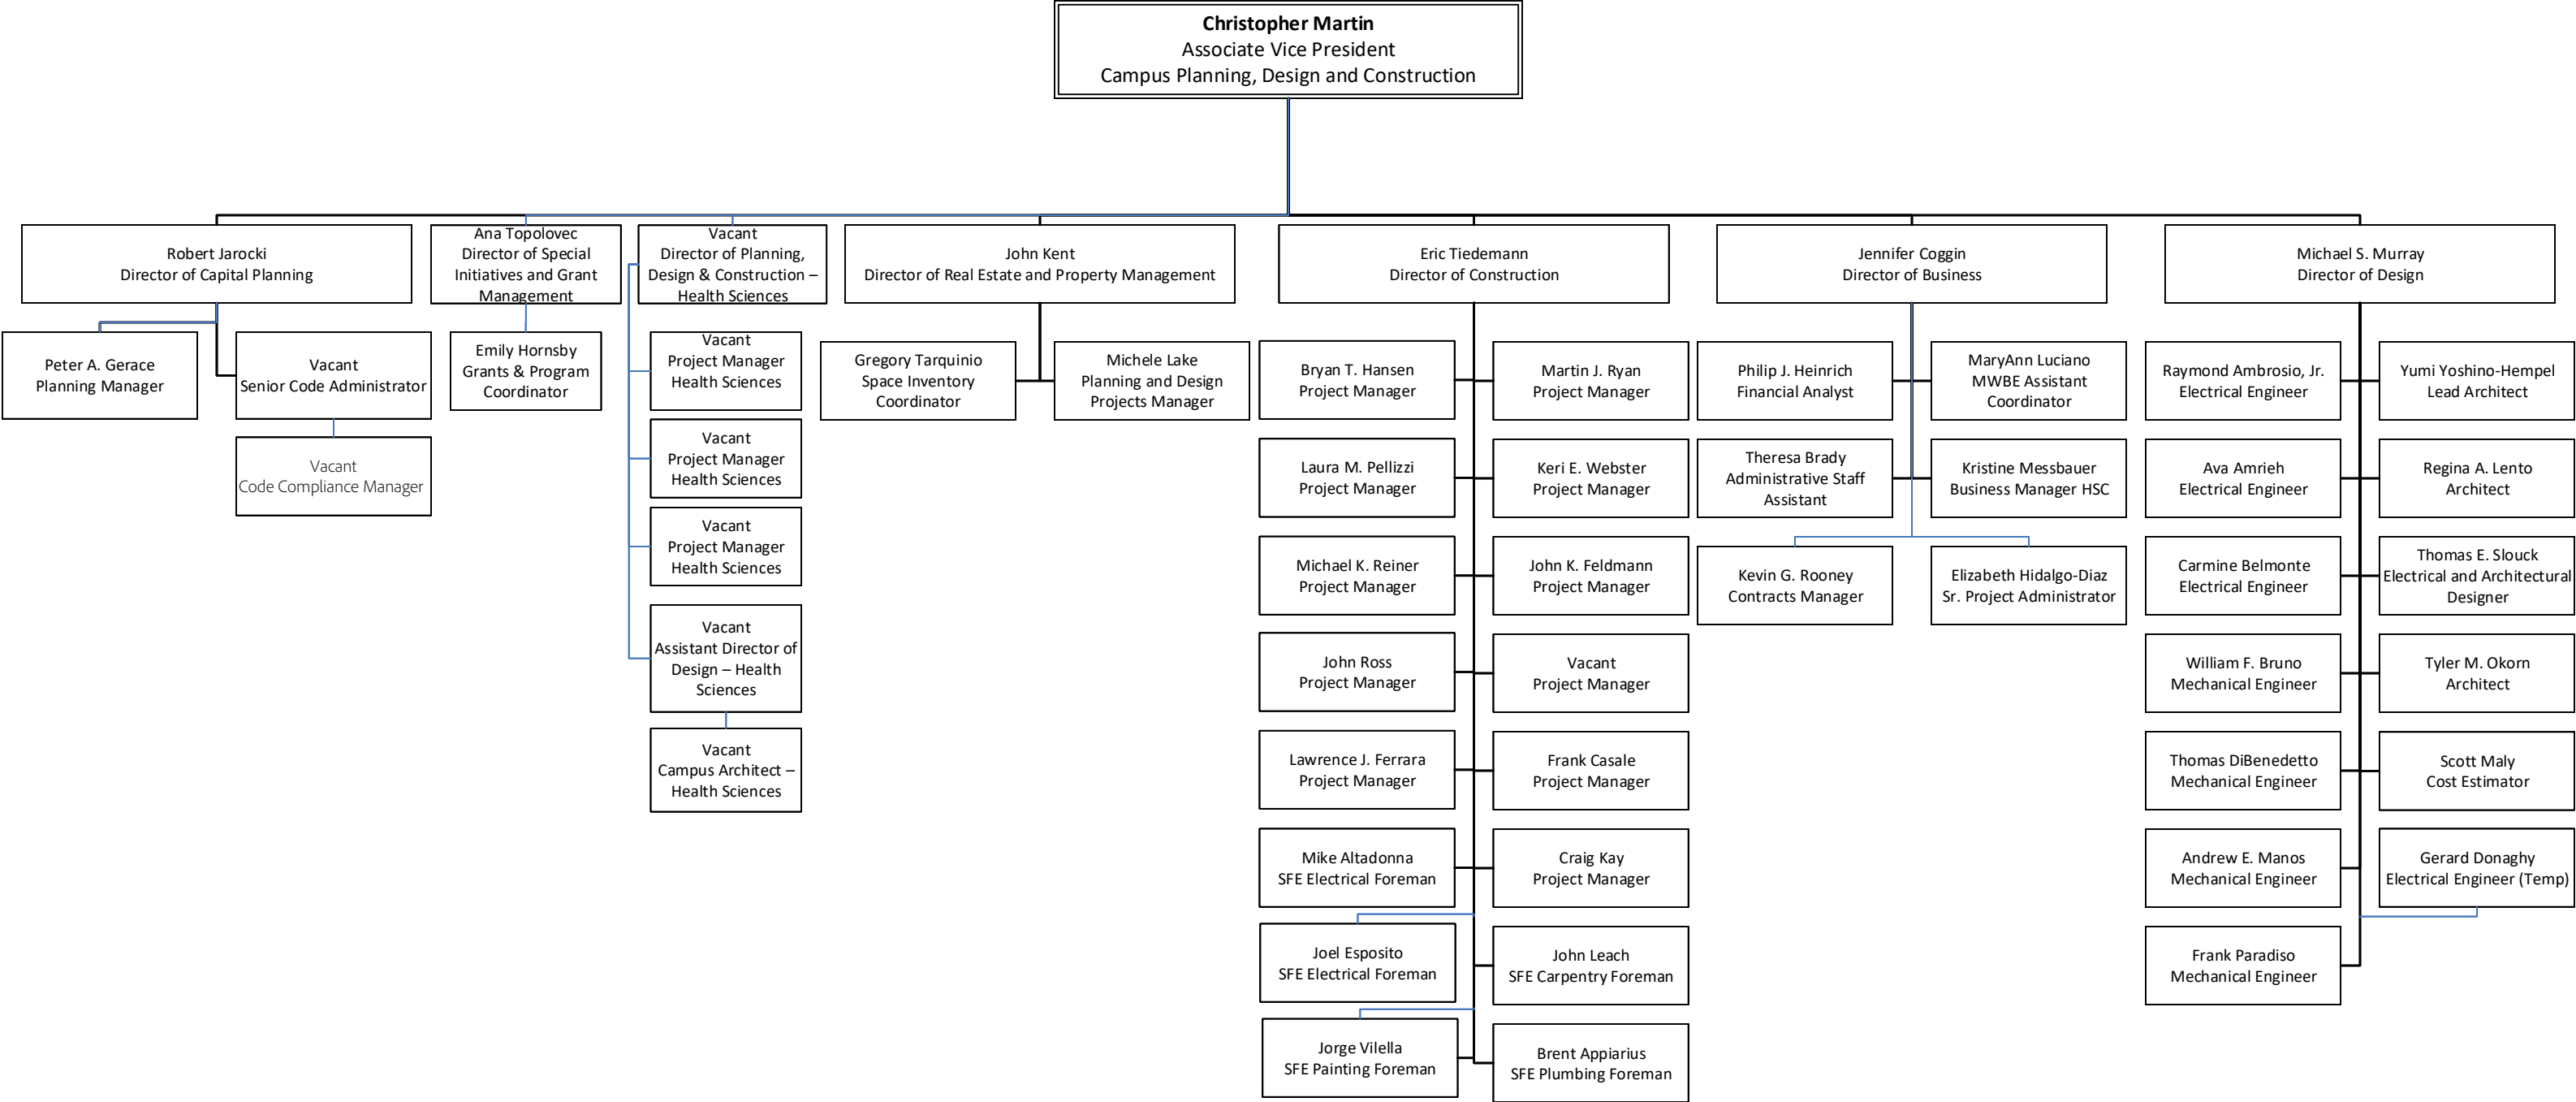 Christopher Martin
Associate Vice President
Campus Planning, Design and Construction
Robert Jarocki
Director of Capital Planning
Ana Topolovec
Director of Special
Initiatives and Grant
Management
Vacant
Director of Planning,
Design & Construction –
Health Sciences
John Kent
Director of Real Estate and Property Management
Eric Tiedemann
Director of Construction
Jennifer Coggin
Director of Business
Michael S. Murray
Director of Design
Peter A. Gerace
Planning Manager
Vacant
Senior Code Administrator
Vacant
Code Compliance Manager
Emily Hornsby
Grants & Program
Coordinator
Vacant
Project Manager
Health Sciences
Vacant
Project Manager
Health Sciences
Vacant
Project Manager
Health Sciences
Vacant
Assistant Director of
Design – Health
Sciences
Vacant
Campus Architect –
Health Sciences
Gregory Tarquinio
Space Inventory
Coordinator
Michele Lake
Planning and Design
Projects Manager
Bryan T. Hansen
Project Manager
Martin J. Ryan
Project Manager
Laura M. Pellizzi
Project Manager
Keri E. Webster
Project Manager
Michael K. Reiner
Project Manager
John K. Feldmann
Project Manager
John Ross
Project Manager
Vacant
Project Manager
Lawrence J. Ferrara
Project Manager
Frank Casale
Project Manager
Mike Altadonna
SFE Electrical Foreman
Craig Kay
Project Manager
Joel Esposito
SFE Electrical Foreman
John Leach
SFE Carpentry Foreman
Jorge Vilella
SFE Painting Foreman
Brent Appiarius
SFE Plumbing Foreman
Philip J. Heinrich
Financial Analyst
MaryAnn Luciano
MWBE Assistant
Coordinator
Theresa Brady
Administrative Staff
Assistant
Kristine Messbauer
Business Manager HSC
Kevin G. Rooney
Contracts Manager
Elizabeth Hidalgo-Diaz
Sr. Project Administrator
Raymond Ambrosio, Jr.
Electrical Engineer
Yumi Yoshino-Hempel
Lead Architect
Ava Amrieh
Electrical Engineer
Regina A. Lento
Architect
Carmine Belmonte
Electrical Engineer
Thomas E. Slouck
Electrical and Architectural
Designer
William F. Bruno
Mechanical Engineer
Tyler M. Okorn
Architect
Thomas DiBenedetto
Mechanical Engineer
Scott Maly
Cost Estimator
Andrew E. Manos
Mechanical Engineer
Gerard Donaghy
Electrical Engineer (Temp)
Frank Paradiso
Mechanical Engineer